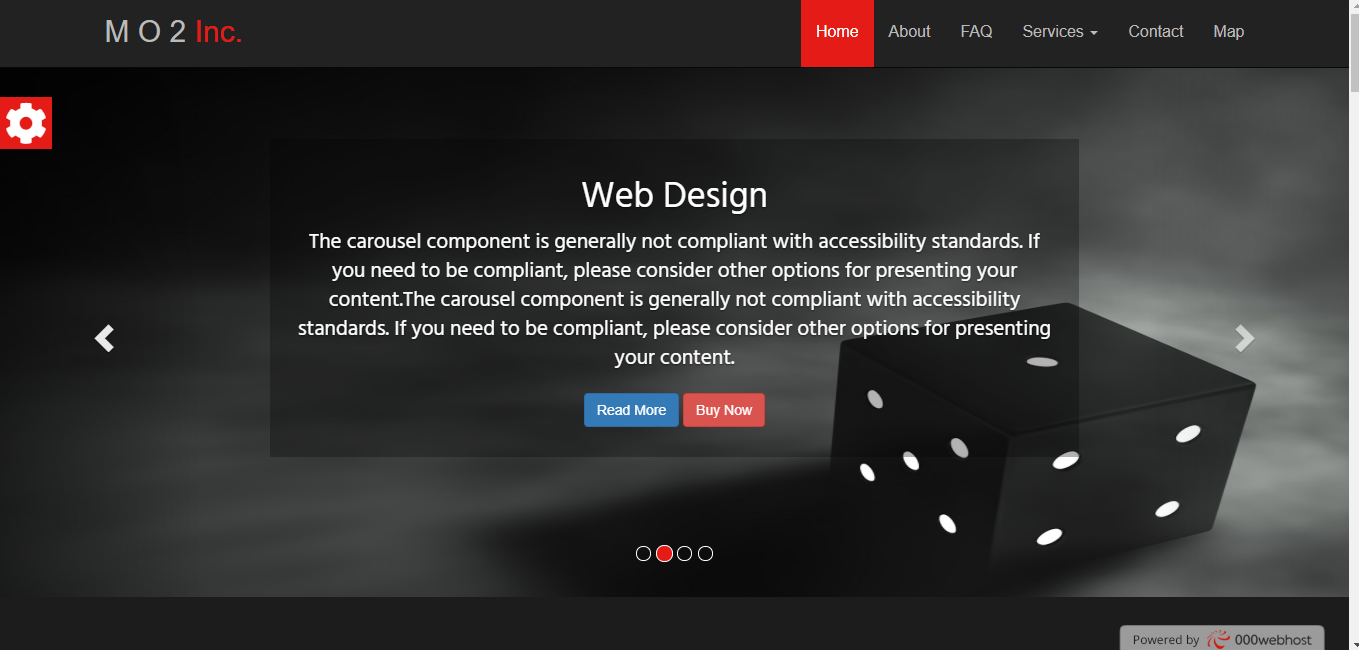 M O 2 Inc.
Home About FAQ Services Contact Map
Web Design
The carousel component is generally not compliant with accessibility standards. If
you need to be compliant, please consider other options for presenting your
content.The carousel component is generally not compliant with accessibility
standards. If you need to be compliant, please consider other options for presenting
your content.
Read More Buy Now
Powered by 000webhost